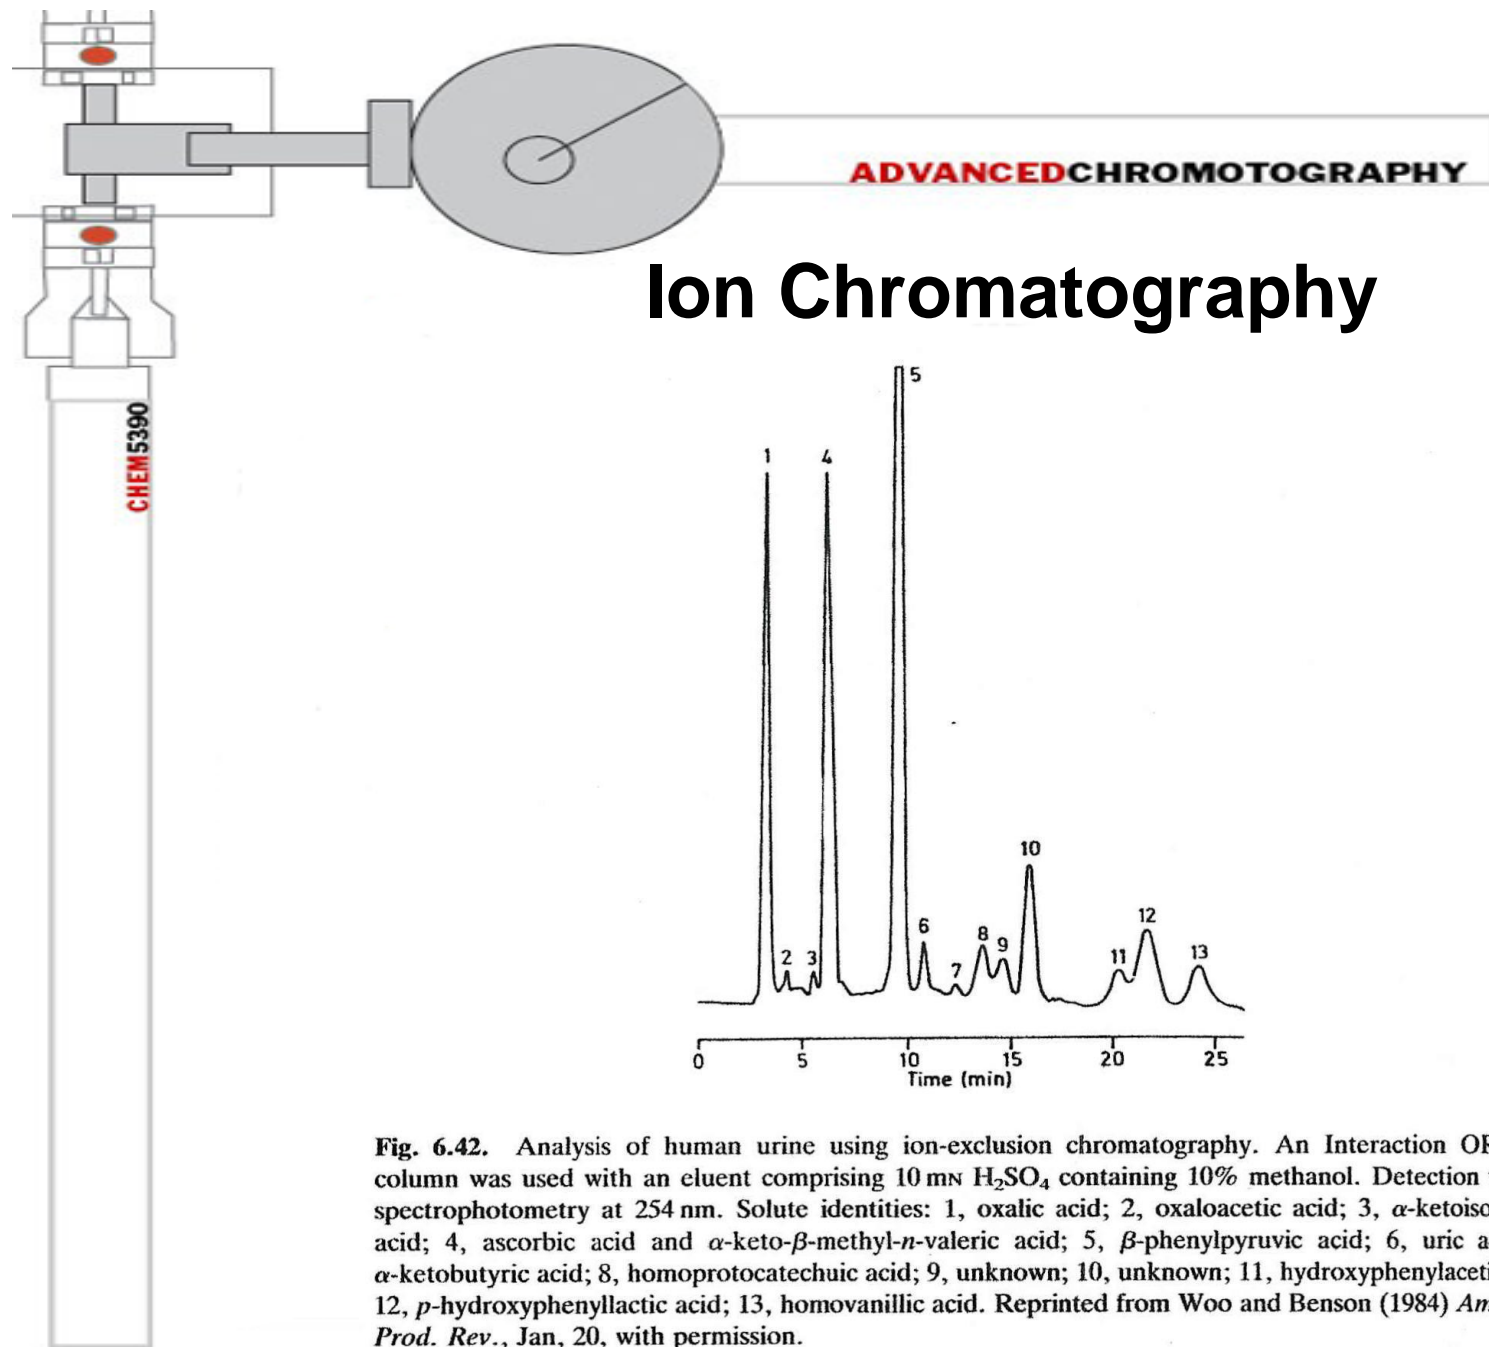 ADVANCEDCHROMOTOGRAPHY
Ion Chromatography
CHEM5390
5
1
4
10
12
6
8
9
13
11
2
3
7
0 5 10 15 20 25
Time (min)
Fig. 6.42. Analysis of human urine using ion-exclusion chromatography. An Interaction
column was used with an eluent comprising 10 mN H₂SO₄ containing 10% methanol. Detection
spectrophotometry at 254 nm. Solute identities: 1, oxalic acid; 2, oxaloacetic acid; 3,
acid; 4, ascorbic acid and α-keto-β-methyl-n-valeric acid; 5, β-phenylpyruvic acid; 6, uric
α-ketobutyric acid; 8, homoprotocatechuic acid; 9, unknown; 10, unknown; 11,
12, p-hydroxyphenyllactic acid; 13, homovanillic acid. Reprinted from Woo and Benson (1984)
Prod. Rev., Jan, 20, with permission.